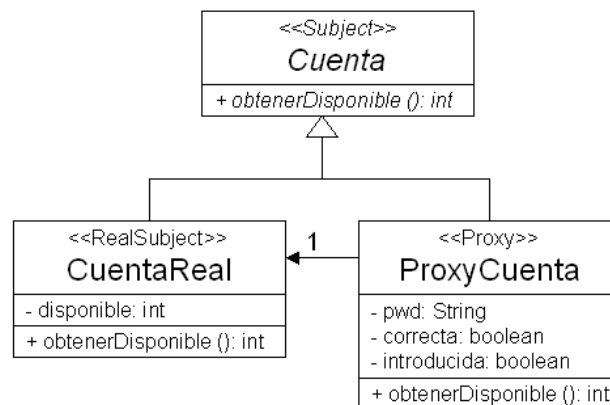 <<Subject>>
Cuenta
+ obtenerDisponible (): int
<<RealSubject>>
CuentaReal
- disponible: int
+ obtenerDisponible (): int
1
<<Proxy>>
ProxyCuenta
- pwd: String
- correcta: boolean
- introducida: boolean
+ obtenerDisponible (): int